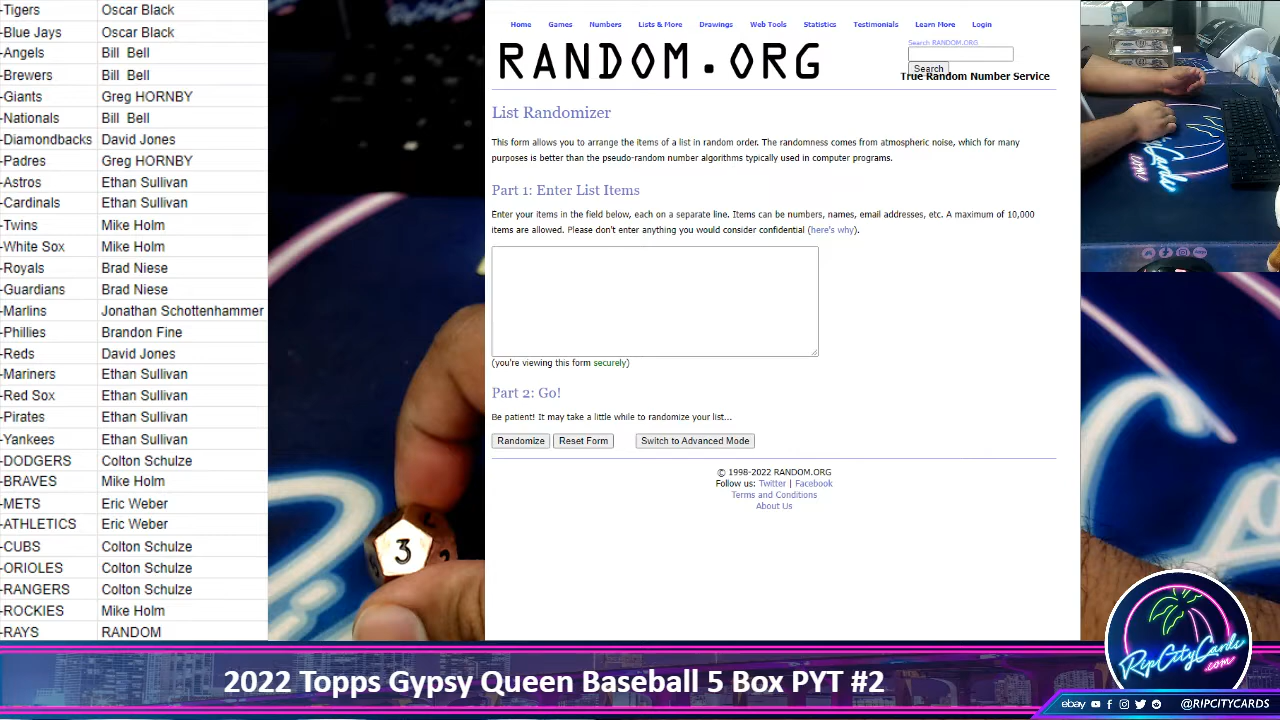 -Tigers Oscar Black
-Blue Jays Oscar Black
-Angels Bill Bell
-Brewers Bill Bell
-Giants Greg HORNBY
-Nationals Bill Bell
-Diamondbacks David Jones
-Padres Greg HORNBY
-Astros Ethan Sullivan
-Cardinals Ethan Sullivan
-Twins Mike Holm
-White Sox Mike Holm
-Royals Brad Niese
-Guardians Brad Niese
-Marlins Jonathan Schottenhammer
-Phillies Brandon Fine
-Reds David Jones
-Mariners Ethan Sullivan
-Red Sox Ethan Sullivan
-Pirates Ethan Sullivan
-Yankees Ethan Sullivan
-DODGERS Colton Schulze
-BRAVES Mike Holm
-METS Eric Weber
-ATHLETICS Eric Weber
-CUBS Colton Schulze
-ORIOLES Colton Schulze
-RANGERS Colton Schulze
-ROCKIES Mike Holm
-RAYS RANDOM
3
Home Games Numbers Lists & More Drawings Web Tools Statistics Testimonials Learn More Login
RANDOM.ORG
Search RANDOM.ORG
Search
True Random Number Service
List Randomizer
This form allows you to arrange the items of a list in random order. The randomness comes from atmospheric noise, which for many
purposes is better than the pseudo-random number algorithms typically used in computer programs.
Part 1: Enter List Items
Enter your items in the field below, each on a separate line. Items can be numbers, names, email addresses, etc. A maximum of 10,000
items are allowed. Please don't enter anything you would consider confidential (here's why).
(you're viewing this form securely)
Part 2: Go!
Be patient! It may take a little while to randomize your list...
Randomize Reset Form Switch to Advanced Mode
© 1998-2022 RANDOM.ORG
Follow us: Twitter | Facebook
Terms and Conditions
About Us
2022 Topps Gypsy Queen Baseball 5 Box PYT #2
RipCityCards
.com
ebay @RIPCITYCARDS